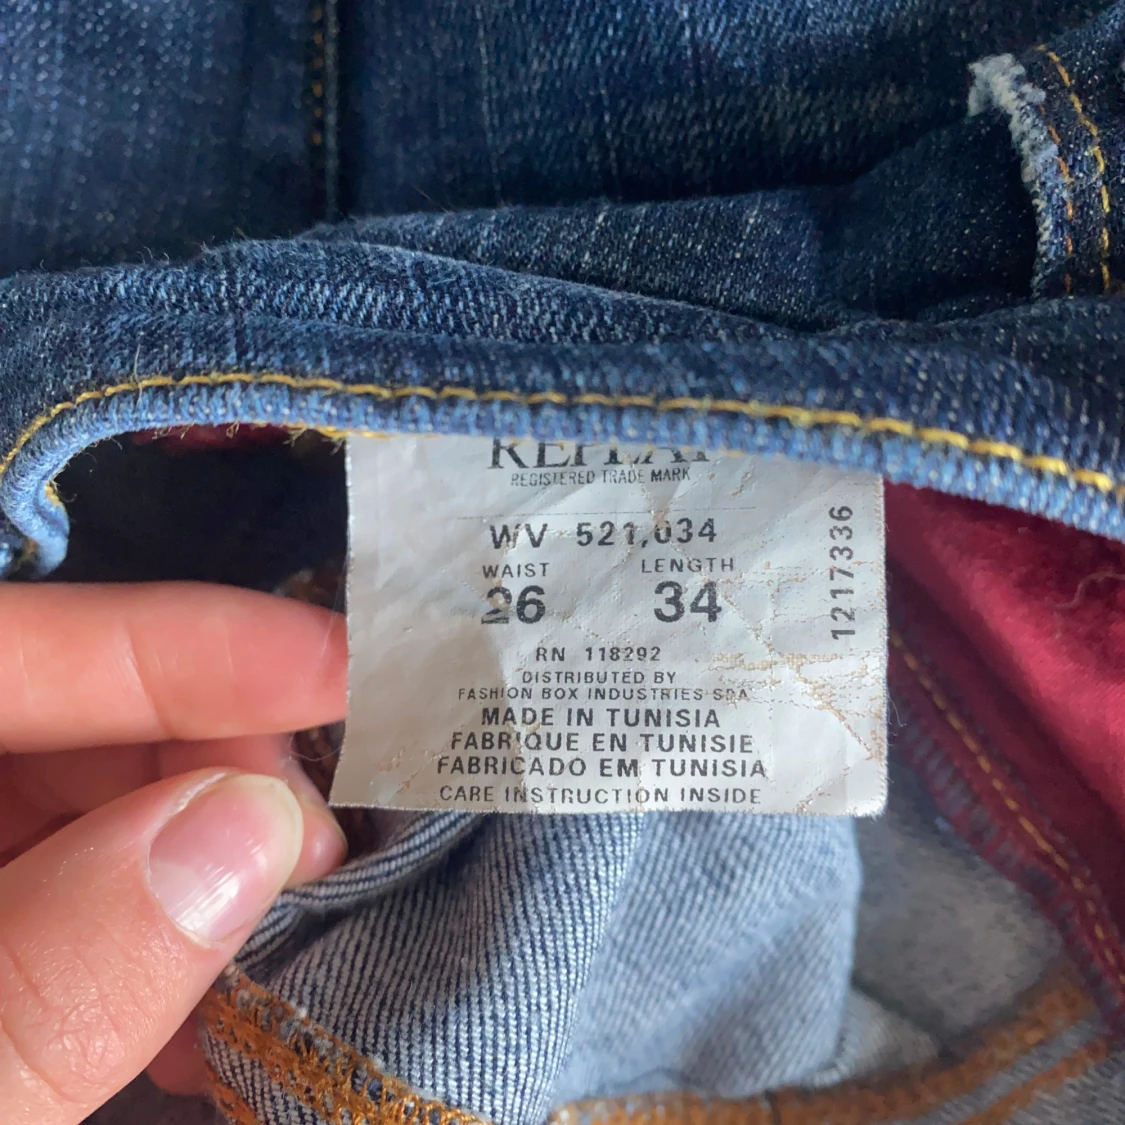 REPLAY
REGISTERED TRADE MARK
WV 521,034
WAIST LENGTH
26 34
RN 118292
DISTRIBUTED BY
FASHION BOX INDUSTRIES SPA
MADE IN TUNISIA
FABRIQUE EN TUNISIE
FABRICADO EM TUNISIA
CARE INSTRUCTION INSIDE
1217336